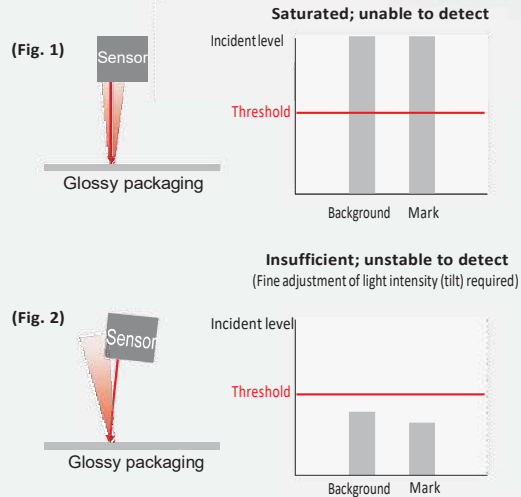 Saturated; unable to detect
(Fig. 1)
Sensor
Glossy packaging
Incident level
Threshold
Background Mark
Insufficient; unstable to detect
(Fine adjustment of light intensity (tilt) required)
(Fig. 2)
Sensor
Glossy packaging
Incident level
Threshold
Background Mark